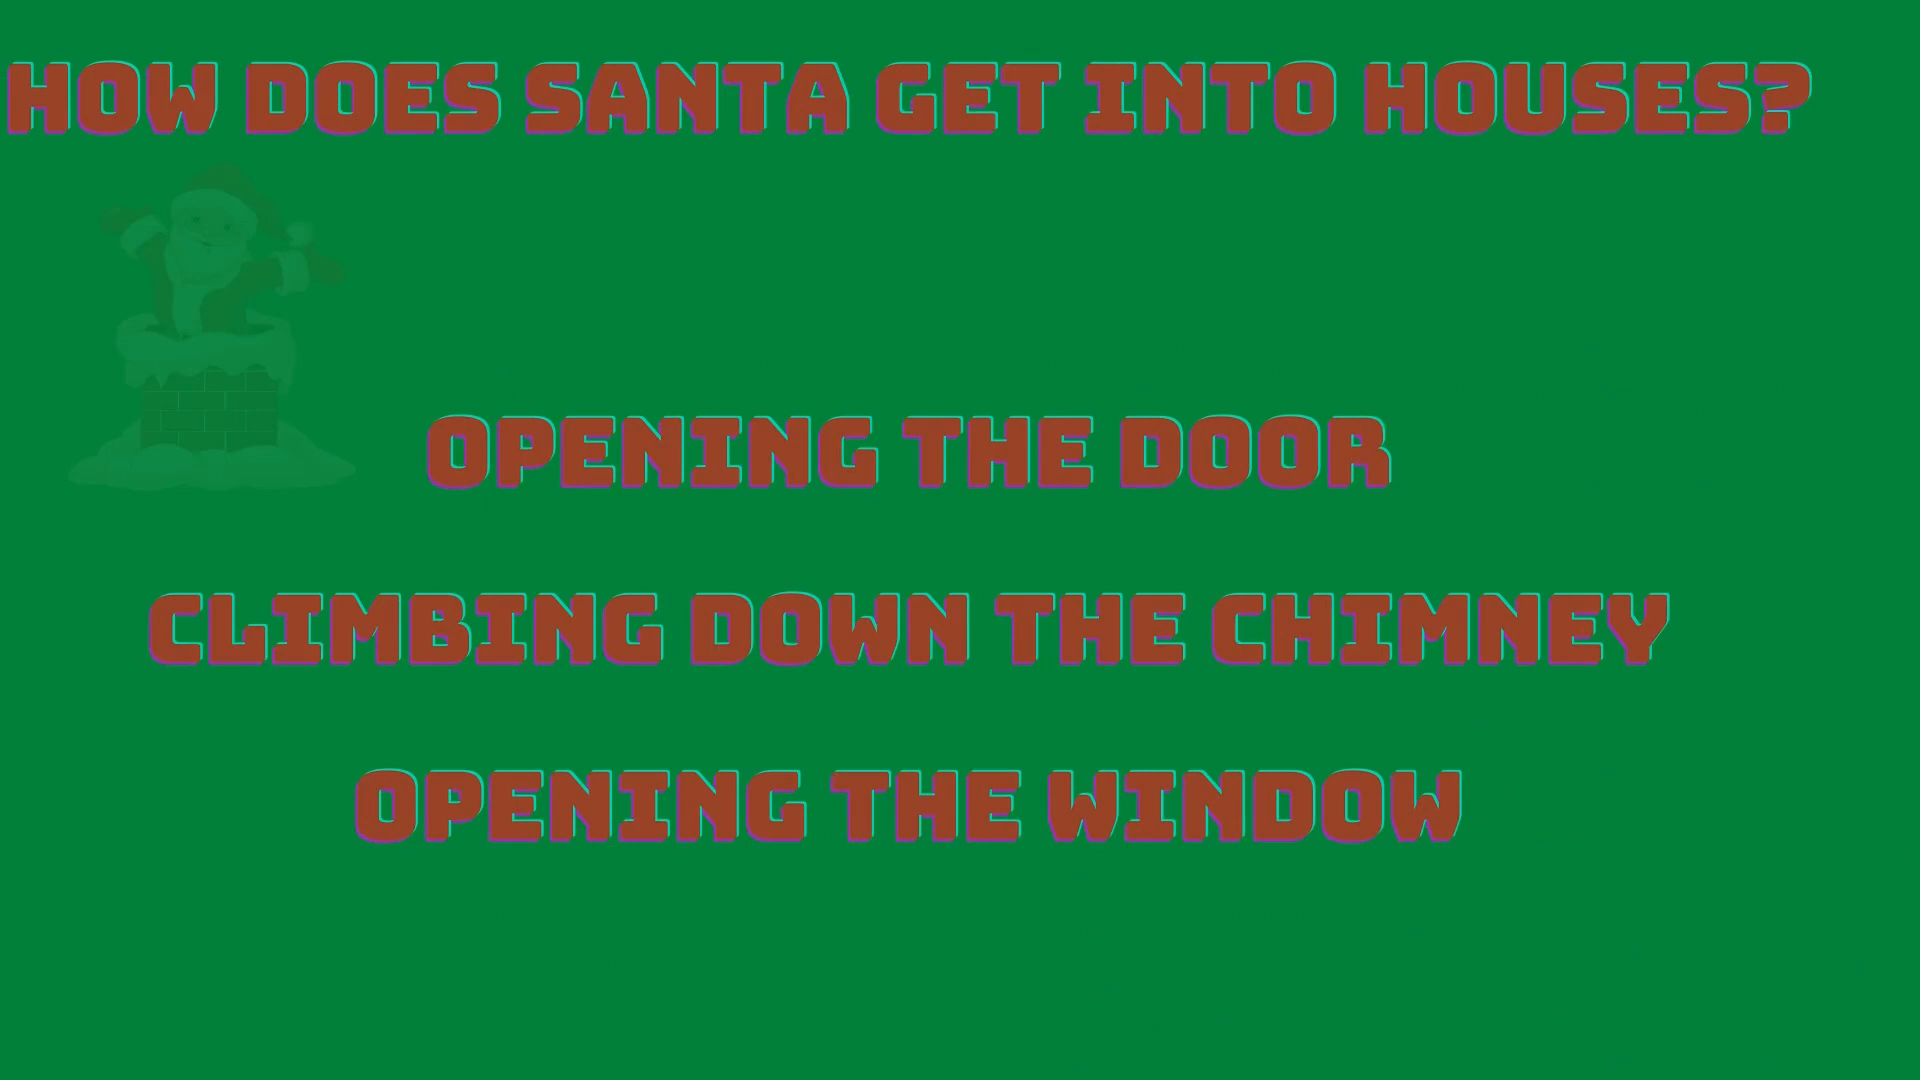 HOW DOES SANTA GET INTO HOUSES?
OPENING THE DOOR
CLIMBING DOWN THE CHIMNEY
OPENING THE WINDOW